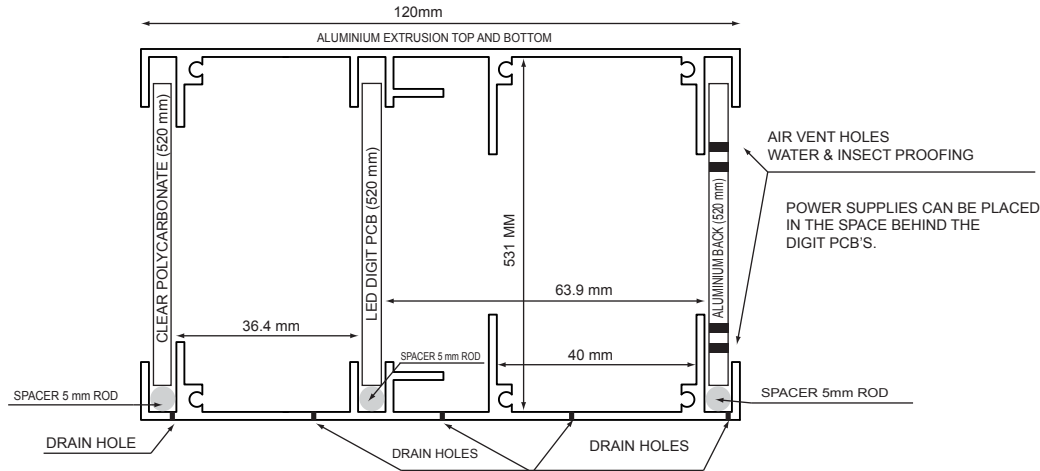 120mm
ALUMINIUM EXTRUSION TOP AND BOTTOM
CLEAR POLYCARBONATE (520 mm)
LED DIGIT PCB (520 mm)
531 MM
ALUMINIUM BACK (520 mm)
AIR VENT HOLES
WATER & INSECT PROOFING
POWER SUPPLIES CAN BE PLACED
IN THE SPACE BEHIND THE
DIGIT PCB'S.
63.9 mm
36.4 mm
40 mm
SPACER 5 mm ROD
SPACER 5 mm ROD
SPACER 5mm ROD
DRAIN HOLE
DRAIN HOLES
DRAIN HOLES